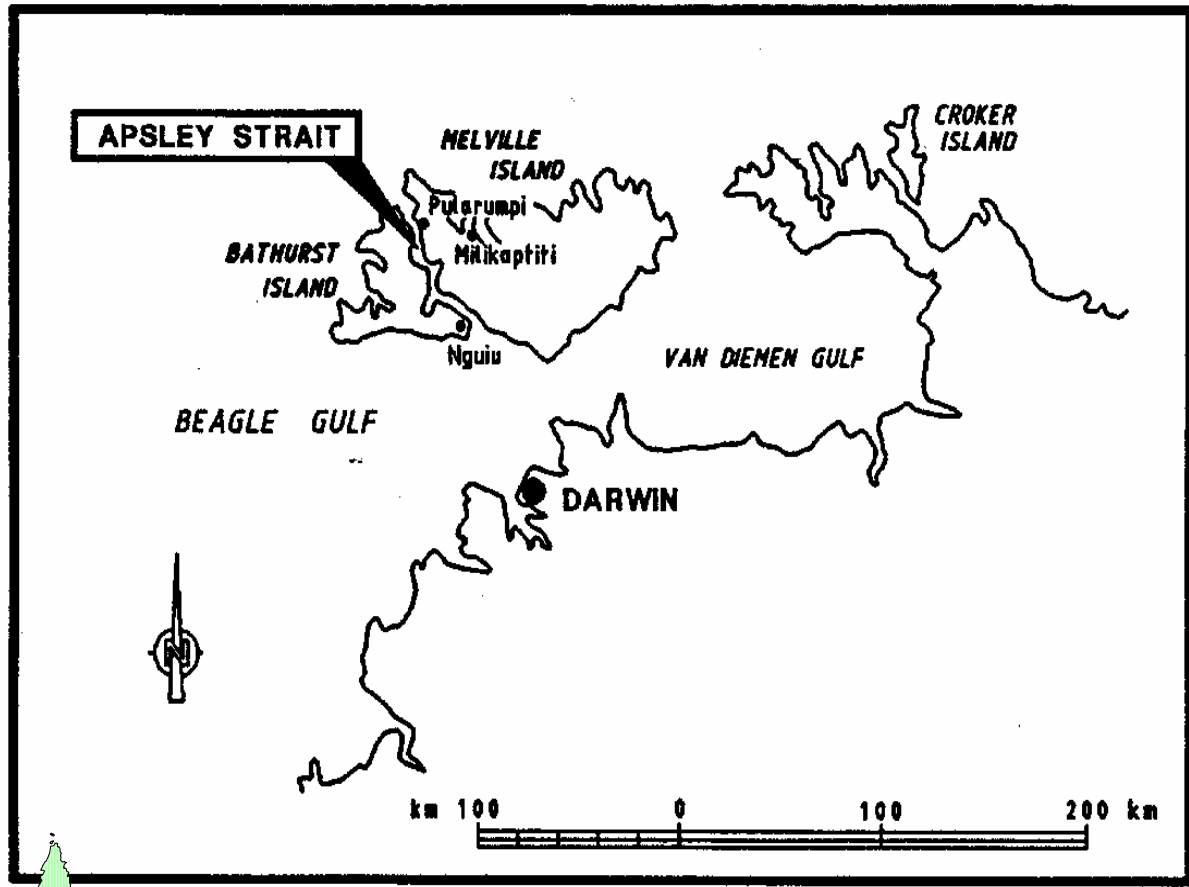 APSLEY STRAIT
MELVILLE
ISLAND
CROKER
ISLAND
Pularumpi
Milikaptiti
BATHURST
ISLAND
Nguiu
VAN DIEMEN GULF
BEAGLE GULF
DARWIN
N
km 100 0 100 200 km